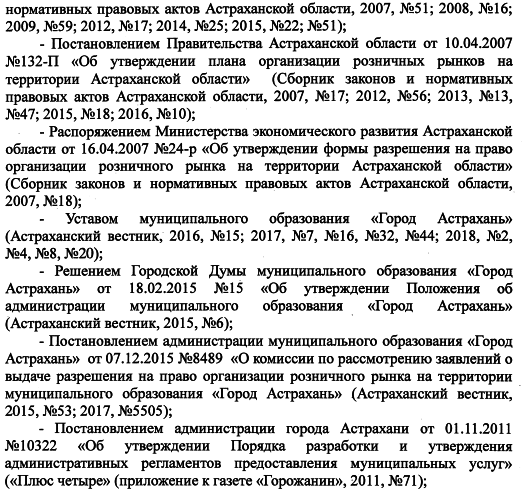 нормативных правовых актов Астраханской области, 2007, №51; 2008, №16;
2009, №59; 2012, №17; 2014, №25; 2015, №22; №51);
- Постановлением Правительства Астраханской области от 10.04.2007
№132-П «Об утверждении плана организации розничных рынков на
территории Астраханской области» (Сборник законов и нормативных
правовых актов Астраханской области, 2007, №17; 2012, №56; 2013, №13,
№47; 2015, №18; 2016, №10);
- Распоряжением Министерства экономического развития Астраханской
области от 16.04.2007 №24-р «Об утверждении формы разрешения на право
организации розничного рынка на территории Астраханской области»
(Сборник законов и нормативных правовых актов Астраханской области,
2007, №18);
- Уставом муниципального образования «Город Астрахань»
(Астраханский вестник, 2016, №15; 2017, №7, №16, №32, №44; 2018, №2,
№4, №8, №20);
- Решением Городской Думы муниципального образования «Город
Астрахань» от 18.02.2015 №15 «Об утверждении Положения об
администрации муниципального образования «Город Астрахань»
(Астраханский вестник, 2015, №6);
- Постановлением администрации муниципального образования «Город
Астрахань» от 07.12.2015 №8489 «О комиссии по рассмотрению заявлений о
выдаче разрешения на право организации розничного рынка на территории
муниципального образования «Город Астрахань» (Астраханский вестник,
2015, №53; 2017, №5505);
- Постановлением администрации города Астрахани от 01.11.2011
№10322 «Об утверждении Порядка разработки и утверждения
административных регламентов предоставления муниципальных услуг»
(«Плюс четыре» (приложение к газете «Горожанин», 2011, №71);